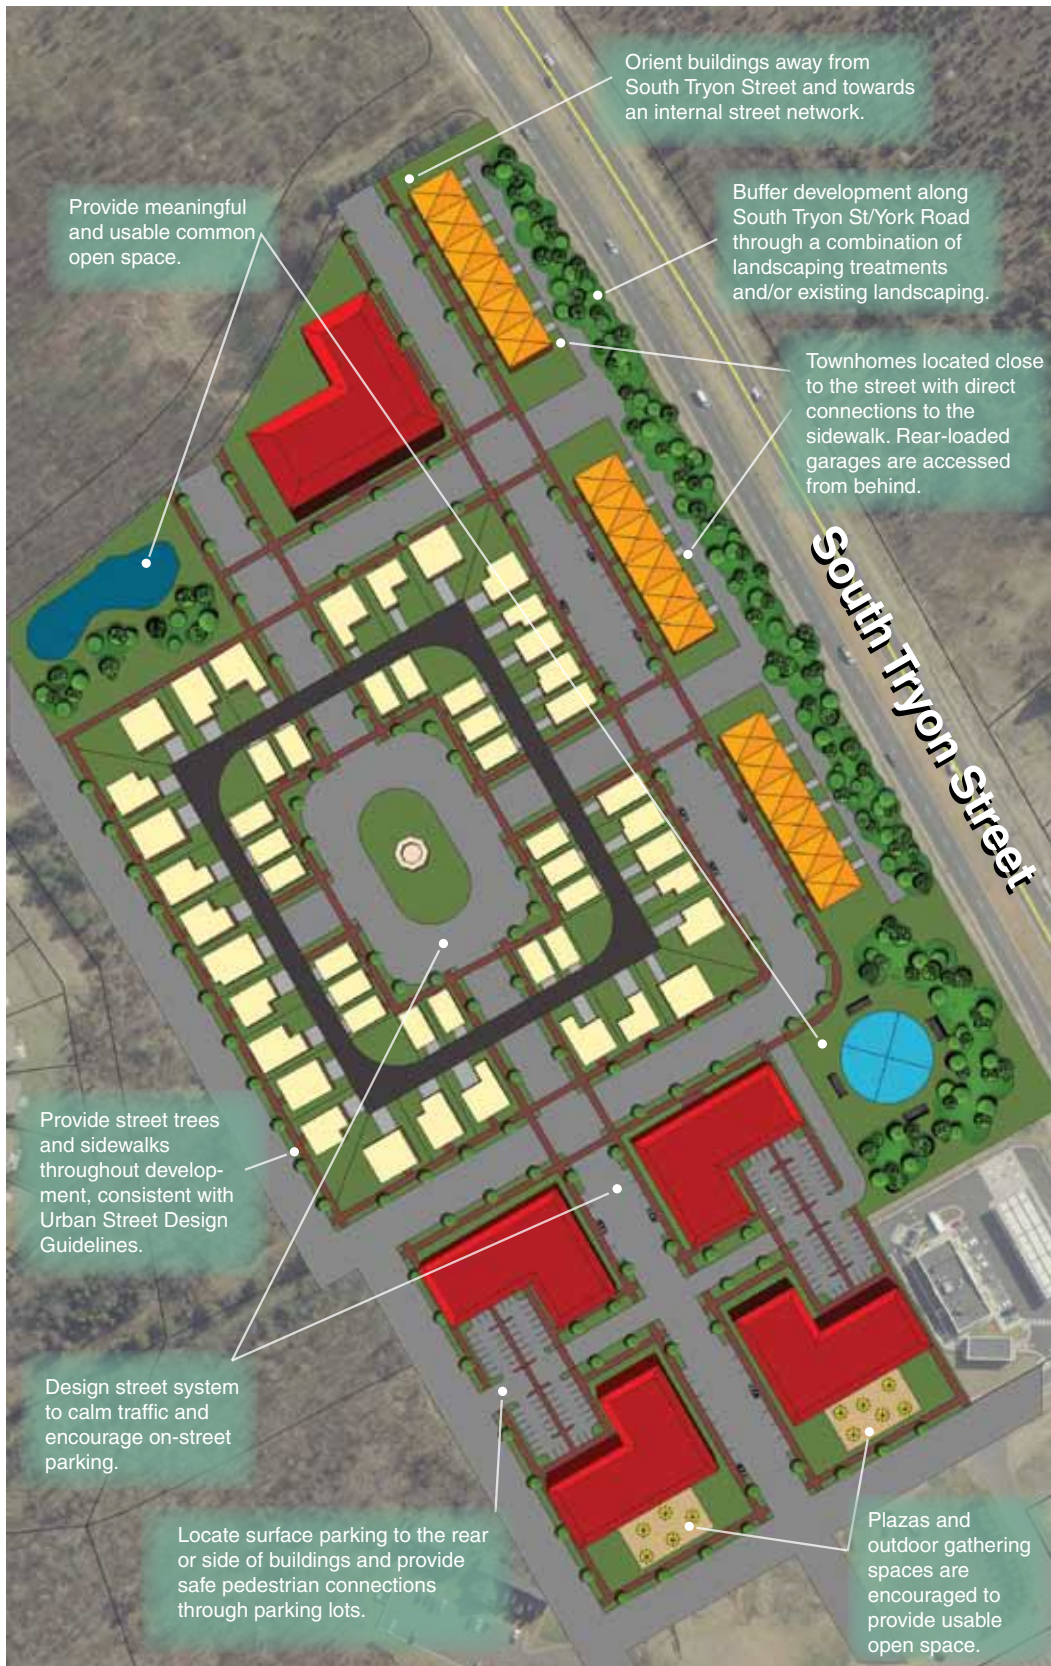 Orient buildings away from
South Tryon Street and towards
an internal street network.
Provide meaningful
and usable common
open space.
Buffer development along
South Tryon St/York Road
through a combination of
landscaping treatments
and/or existing landscaping.
Townhomes located close
to the street with direct
connections to the
sidewalk. Rear-loaded
garages are accessed
from behind.
South Tryon Street
Provide street trees
and sidewalks
throughout develop-
ment, consistent with
Urban Street Design
Guidelines.
Design street system
to calm traffic and
encourage on-street
parking.
Locate surface parking to the rear
or side of buildings and provide
safe pedestrian connections
through parking lots.
Plazas and
outdoor gathering
spaces are
encouraged to
provide usable
open space.